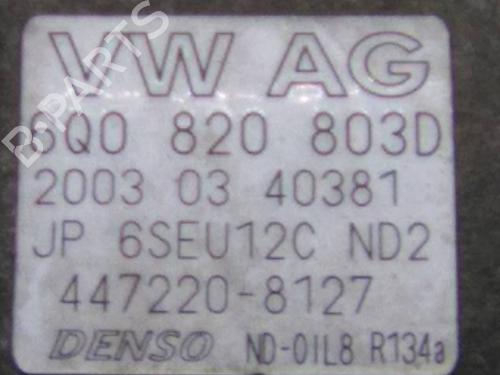 VW AG
6Q0 820 803D
2003 03 40381
JP 6SEU12C ND2
447220-8127
DENSO ND-OIL8 R134a
B-PARTS